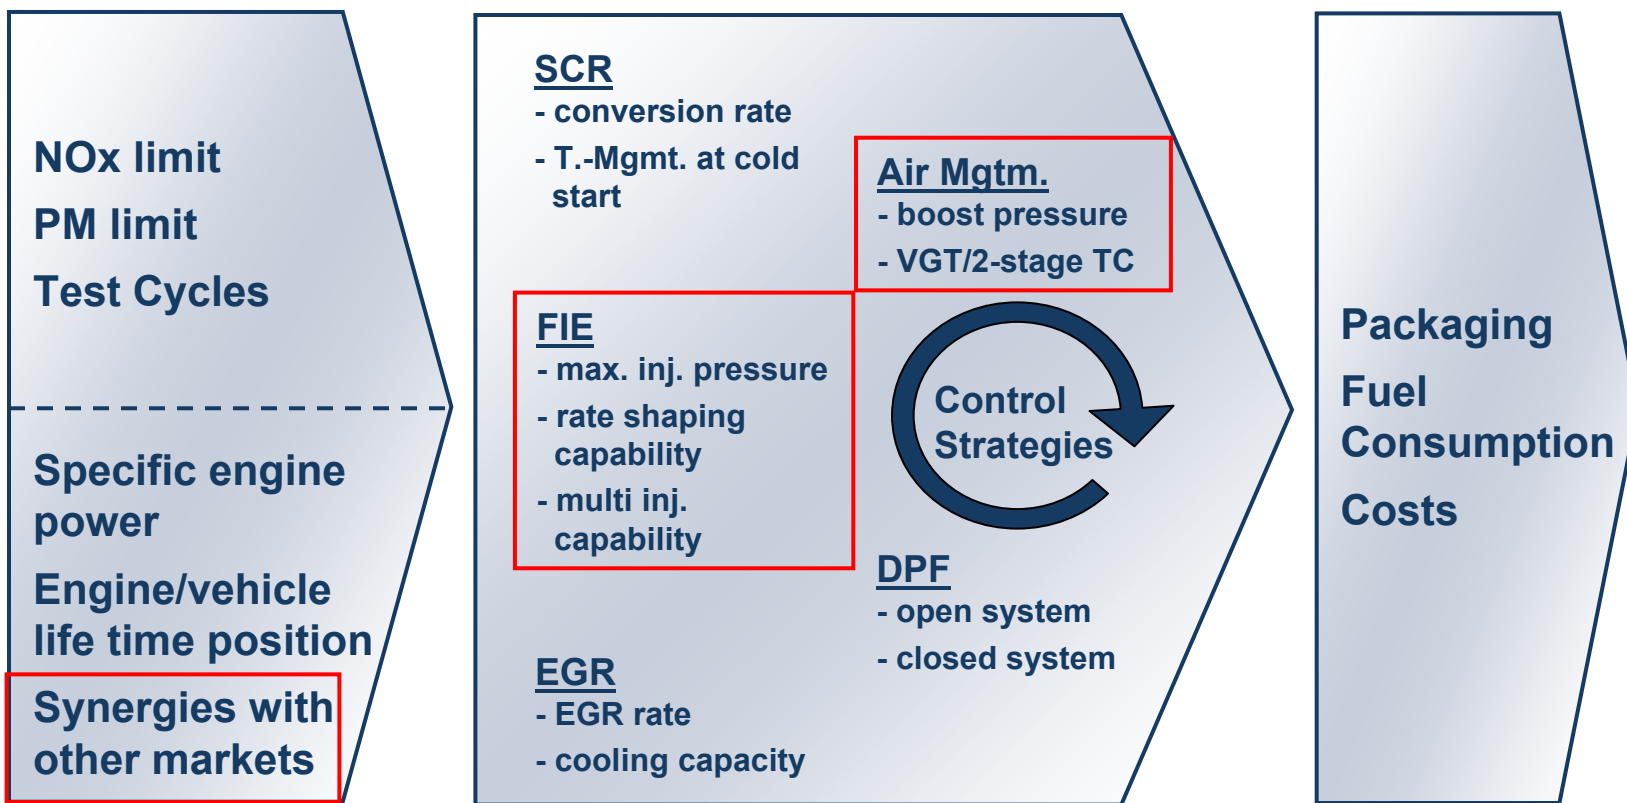 NOx limit
PM limit
Test Cycles
Specific engine
power
Engine/vehicle
life time position
Synergies with
other markets
SCR
- conversion rate
- T.-Mgmt. at cold
start
Air Mgtm.
- boost pressure
- VGT/2-stage TC
FIE
- max. inj. pressure
- rate shaping
capability
- multi inj.
capability
Control
Strategies
DPF
- open system
- closed system
EGR
- EGR rate
- cooling capacity
Packaging
Fuel
Consumption
Costs